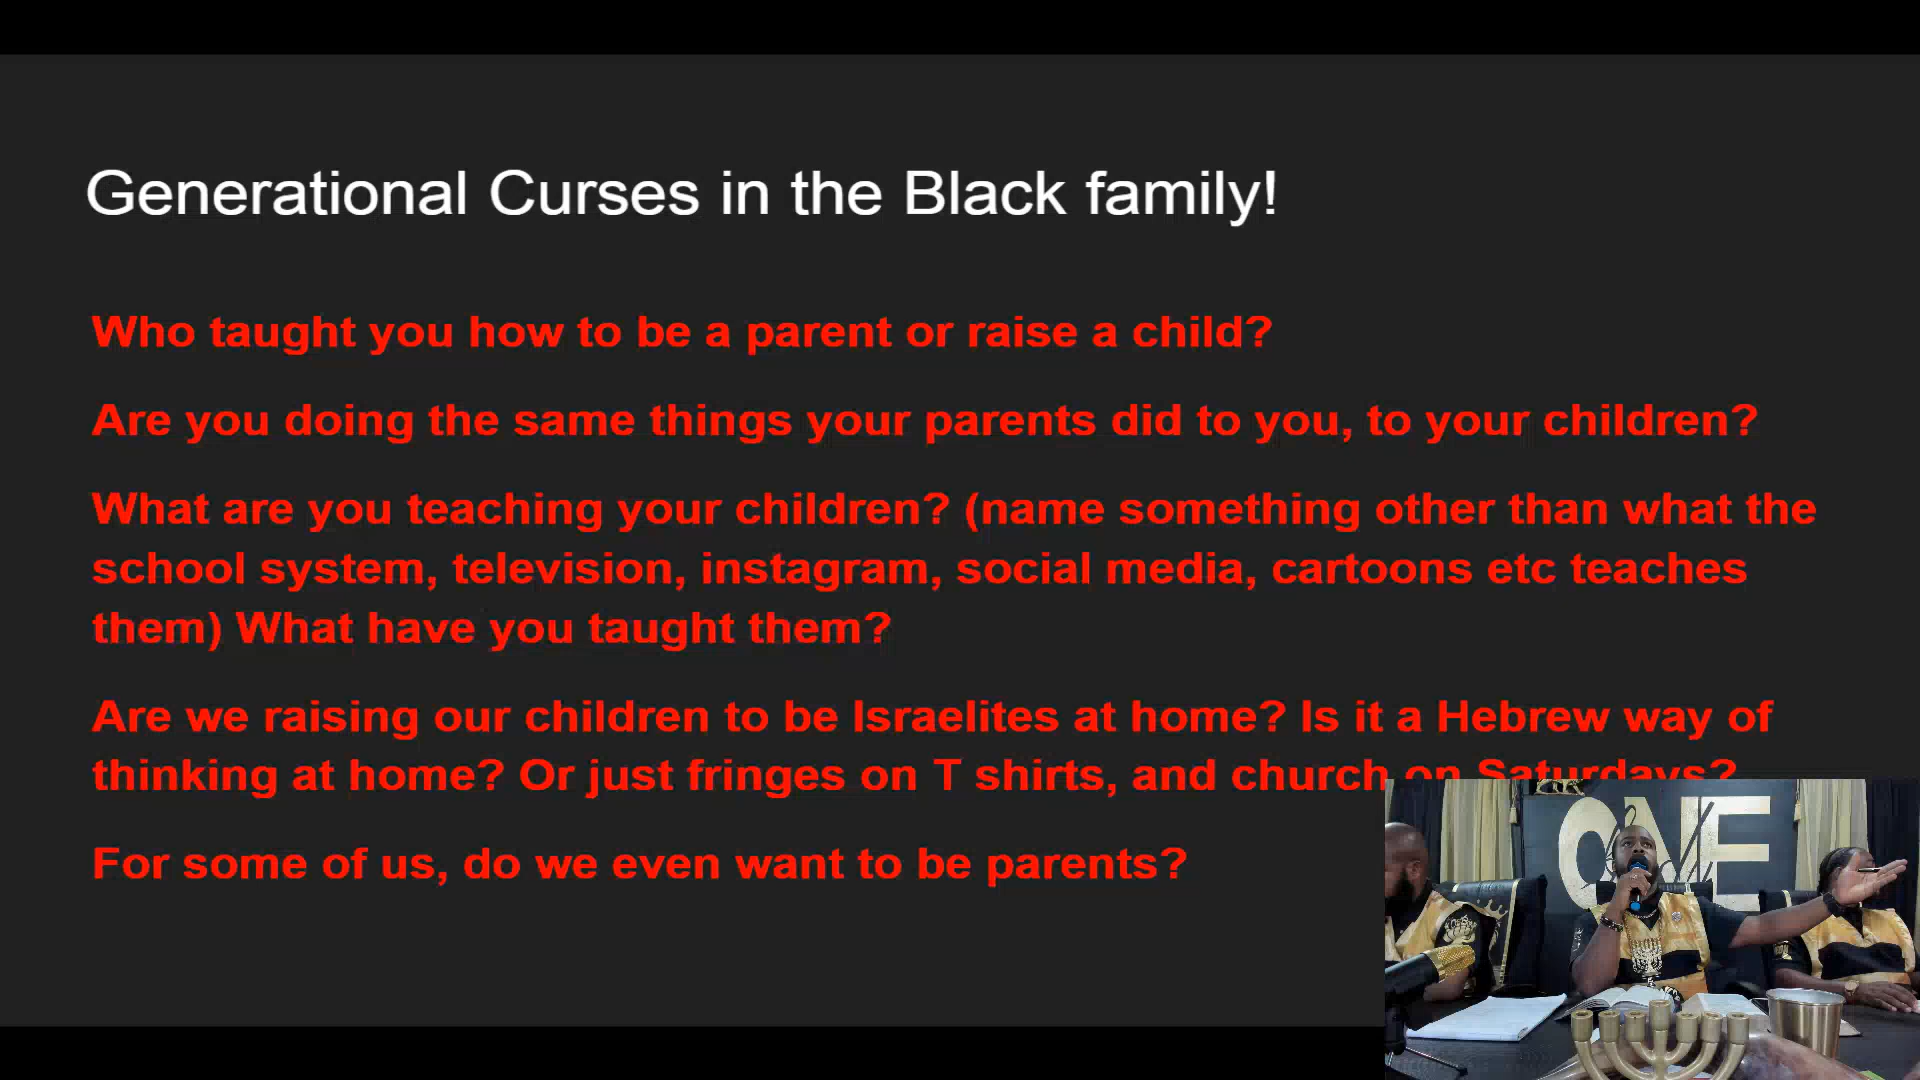 Generational Curses in the Black family!
Who taught you how to be a parent or raise a child?
Are you doing the same things your parents did to you, to your children?
What are you teaching your children? (name something other than what the
school system, television, instagram, social media, cartoons etc teaches
them) What have you taught them?
Are we raising our children to be Israelites at home? Is it a Hebrew way of
thinking at home? Or just fringes on T shirts, and church on Saturdays?
For some of us, do we even want to be parents?
ONE